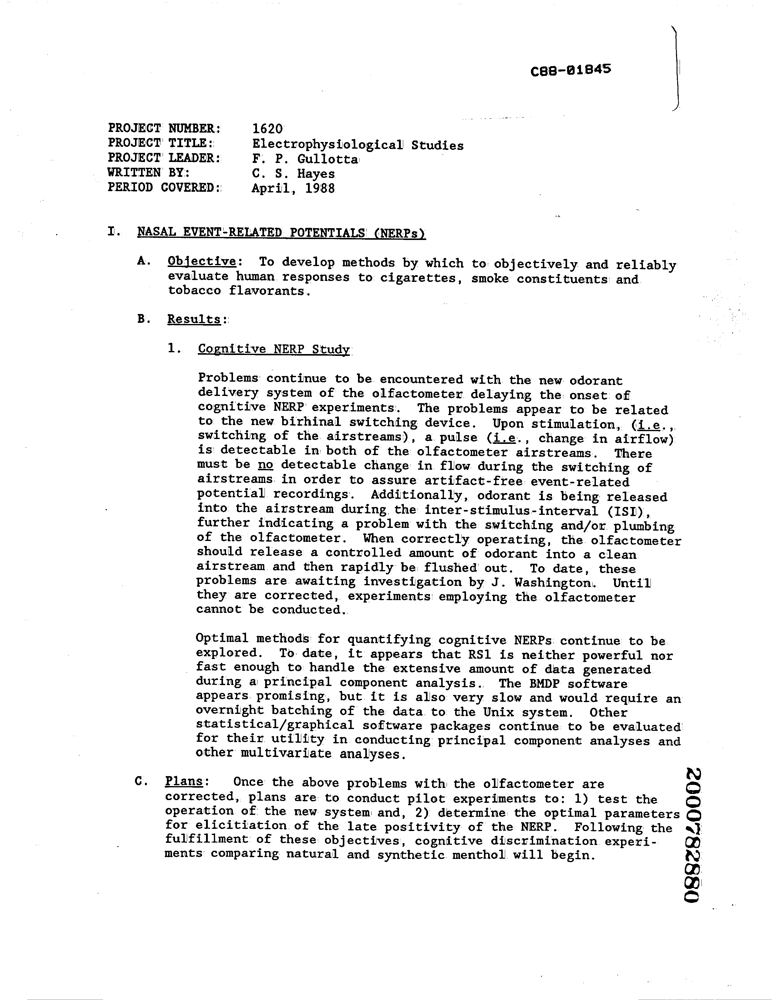 C88-01845
PROJECT NUMBER: 1620
PROJECT TITLE: Electrophysiological Studies
PROJECT LEADER: F. P. Gullotta
WRITTEN BY: C. S. Hayes
PERIOD COVERED: April, 1988
I. NASAL EVENT-RELATED POTENTIALS (NERPs)
A. Objective: To develop methods by which to objectively and reliably
evaluate human responses to cigarettes, smoke constituents and
tobacco flavorants.
B. Results:
1. Cognitive NERP Study
Problems continue to be encountered with the new odorant
delivery system of the olfactometer delaying the onset of
cognitive NERP experiments. The problems appear to be related
to the new birhinal switching device. Upon stimulation, (i.e.,
switching of the airstreams), a pulse (i.e., change in airflow)
is detectable in both of the olfactometer airstreams. There
must be no detectable change in flow during the switching of
airstreams in order to assure artifact-free event-related
potential recordings. Additionally, odorant is being released
into the airstream during the inter-stimulus-interval (ISI),
further indicating a problem with the switching and/or plumbing
of the olfactometer. When correctly operating, the olfactometer
should release a controlled amount of odorant into a clean
airstream and then rapidly be flushed out. To date, these
problems are awaiting investigation by J. Washington. Until
they are corrected, experiments employing the olfactometer
cannot be conducted.
Optimal methods for quantifying cognitive NERPs continue to be
explored. To date, it appears that RS1 is neither powerful nor
fast enough to handle the extensive amount of data generated
during a principal component analysis. The BMDP software
appears promising, but it is also very slow and would require an
overnight batching of the data to the Unix system. Other
statistical/graphical software packages continue to be evaluated
for their utility in conducting principal component analyses and
other multivariate analyses.
C. Plans: Once the above problems with the olfactometer are
corrected, plans are to conduct pilot experiments to: 1) test the
operation of the new system and, 2) determine the optimal parameters
for elicitiation of the late positivity of the NERP. Following the
fulfillment of these objectives, cognitive discrimination experi-
ments comparing natural and synthetic menthol will begin.
2000782880